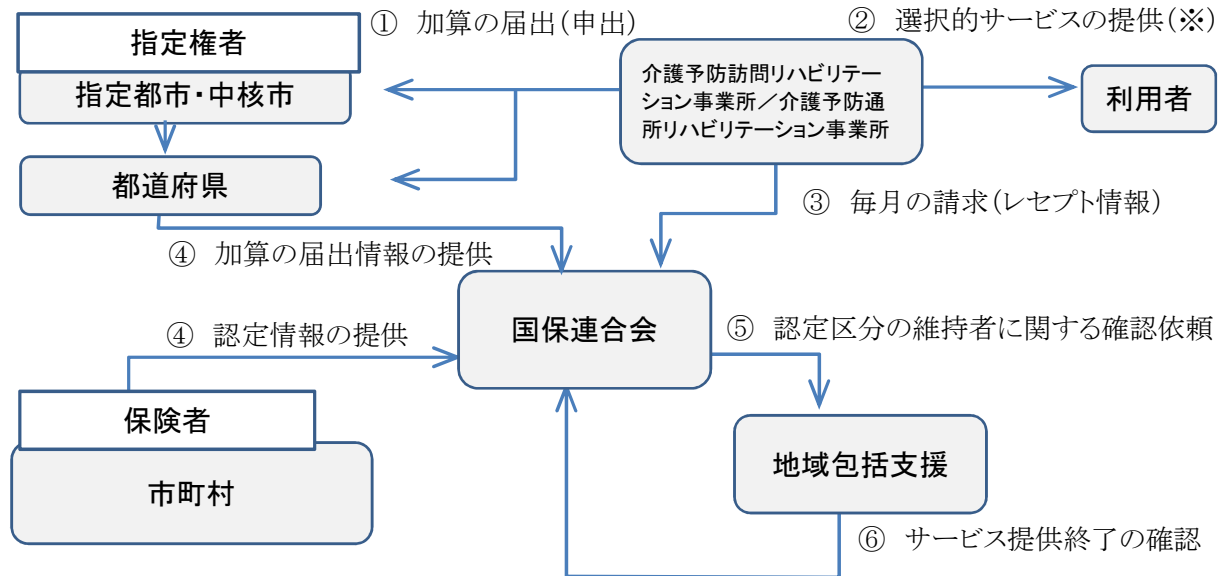 ① 加算の届出(申出)
② 選択的サービスの提供(※)
指定権者
指定都市・中核市
介護予防訪問リハビリテー
ション事業所／介護予防通
所リハビリテーション事業所
利用者
都道府県
③ 毎月の請求(レセプト情報)
④ 加算の届出情報の提供
国保連合会
④ 認定情報の提供
⑤ 認定区分の維持者に関する確認依頼
保険者
市町村
地域包括支援
⑥ サービス提供終了の確認